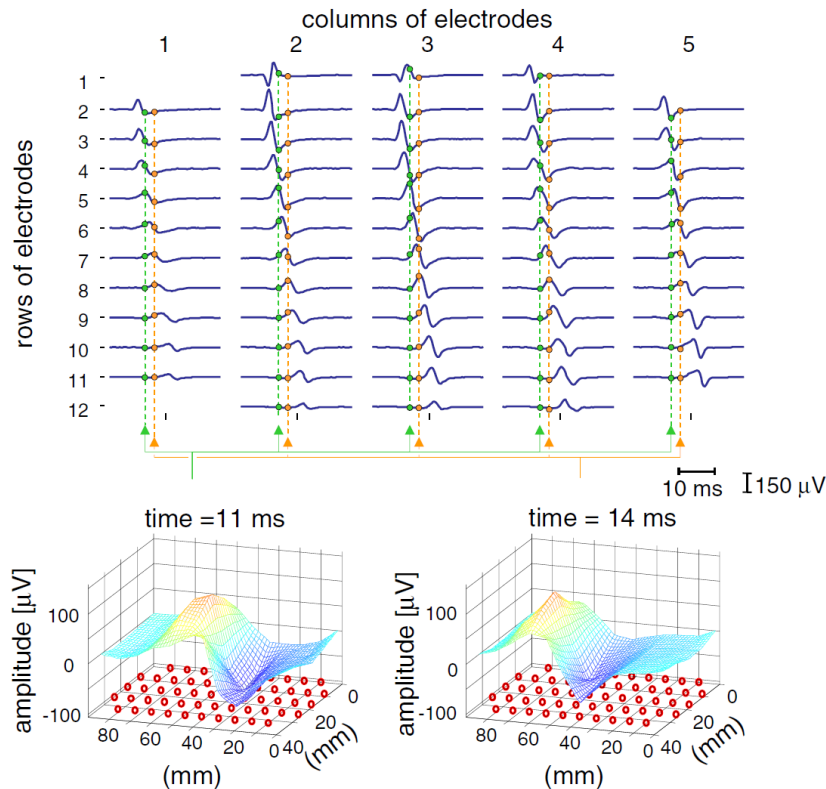 columns of electrodes
1 2 3 4 5
rows of electrodes
1
2
3
4
5
6
7
8
9
10
11
12
10 ms
150 μV
time =11 ms
time = 14 ms
amplitude [μV]
100
0
-100
80 60 40 20 0
(mm)
40 20 0
(mm)
amplitude [μV]
100
0
-100
80 60 40 20 0
(mm)
40 20 0
(mm)